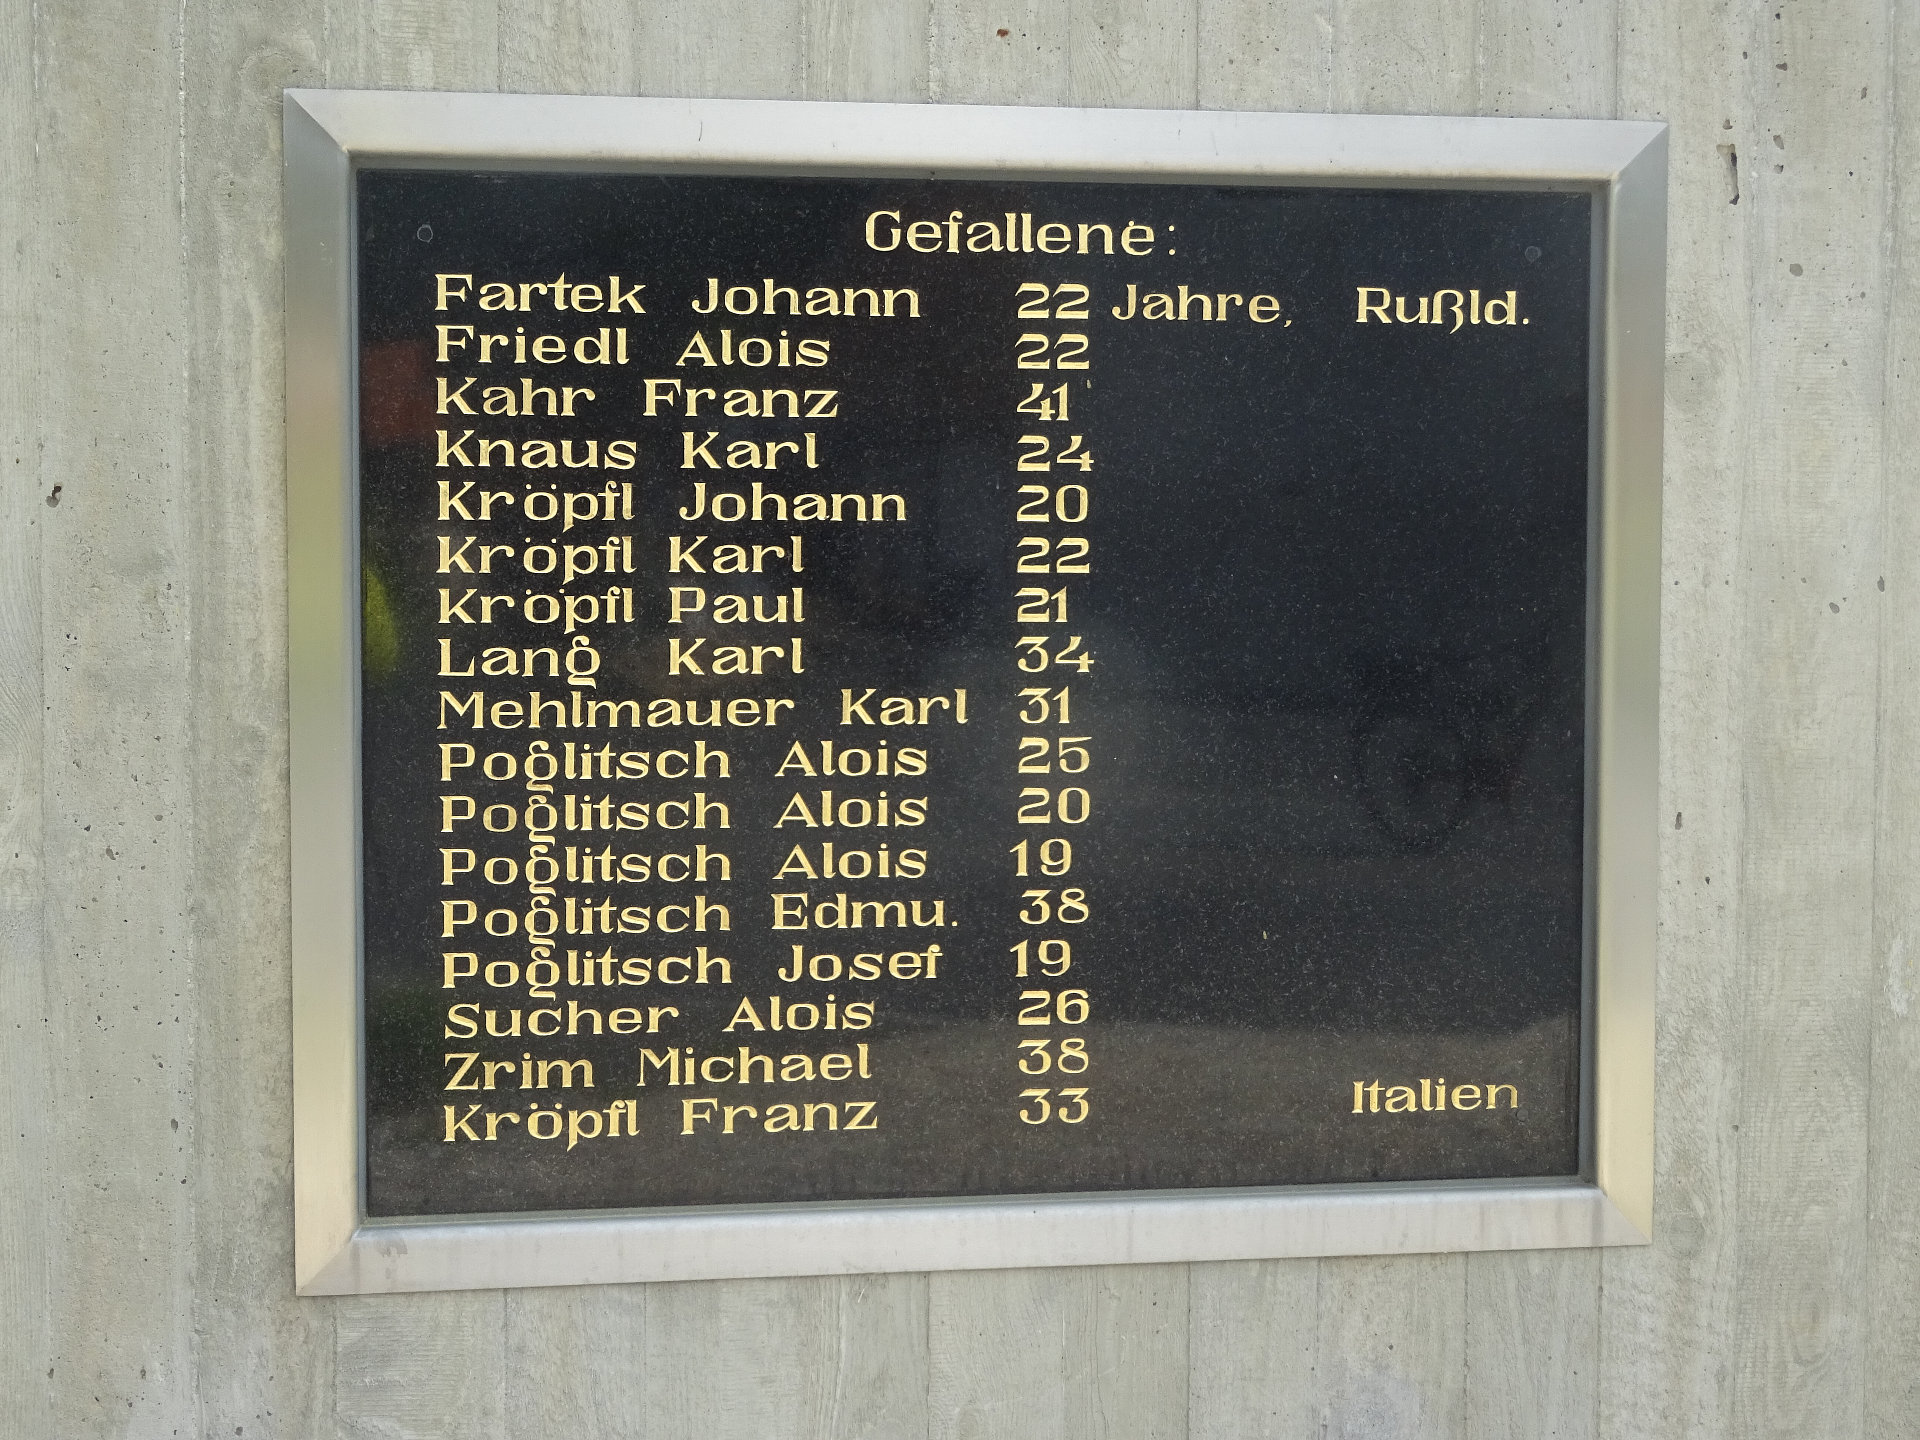 Gefallene:
Fartek Johann 22 Jahre, Rußld.
Friedl Alois 22
Kahr Franz 41
Knaus Karl 24
Kröpfl Johann 20
Kröpfl Karl 22
Kröpfl Paul 21
Lang Karl 34
Mehlmauer Karl 31
Poglitsch Alois 25
Poglitsch Alois 20
Poglitsch Alois 19
Poglitsch Edmu. 38
Poglitsch Josef 19
Sucher Alois 26
Zrim Michael 38
Kröpfl Franz 33 Italien